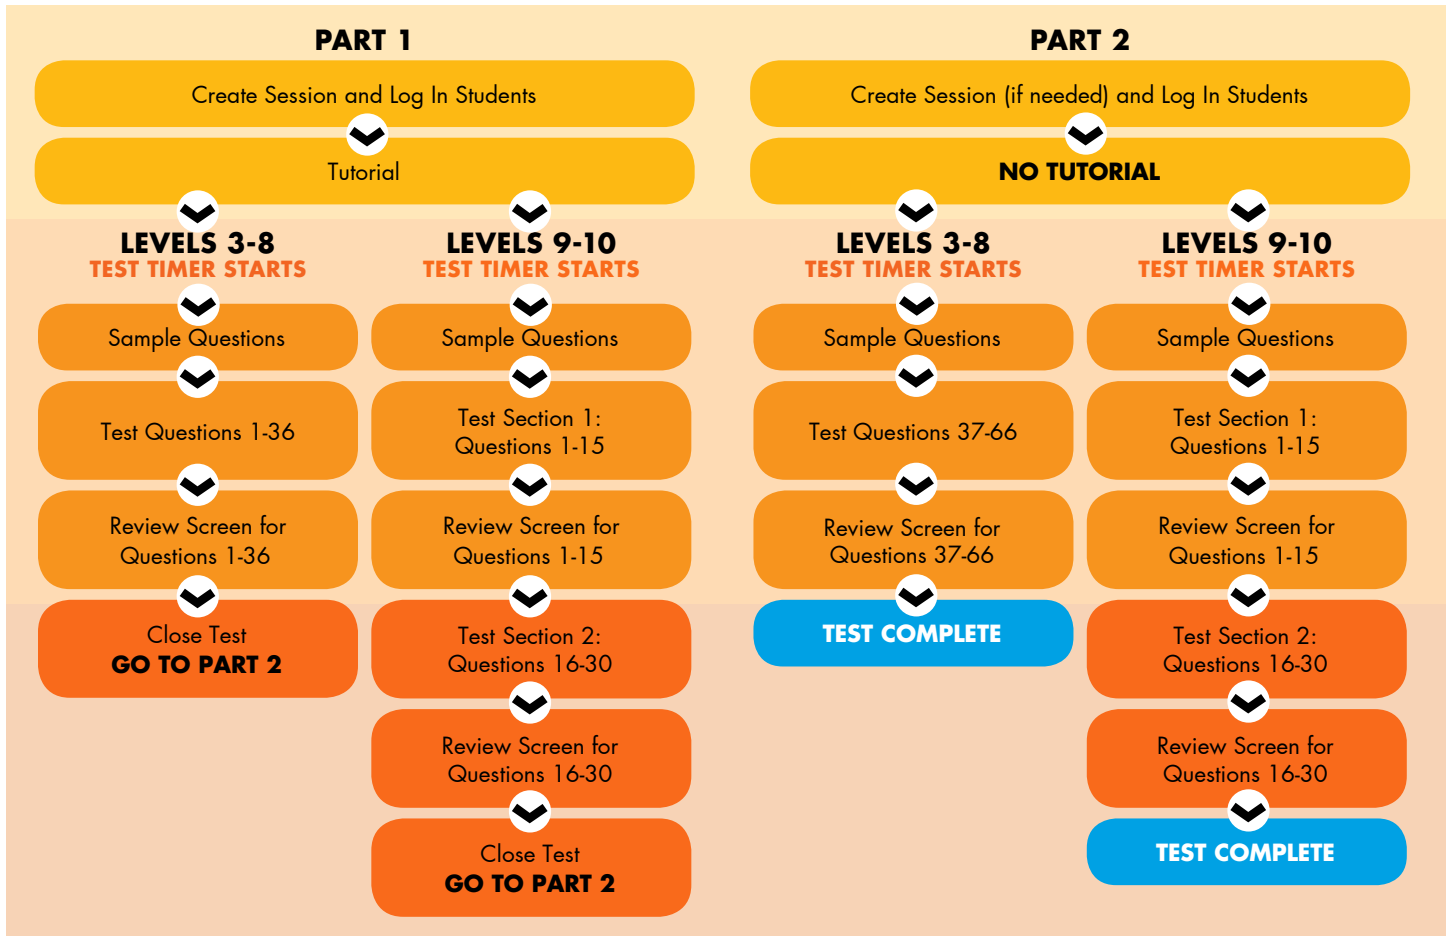 PART 1
Create Session and Log In Students
Tutorial
LEVELS 3-8
TEST TIMER STARTS
Sample Questions
Test Questions 1-36
Review Screen for
Questions 1-36
Close Test
GO TO PART 2
LEVELS 9-10
TEST TIMER STARTS
Sample Questions
Test Section 1:
Questions 1-15
Review Screen for
Questions 1-15
Test Section 2:
Questions 16-30
Review Screen for
Questions 16-30
Close Test
GO TO PART 2
PART 2
Create Session (if needed) and Log In Students
NO TUTORIAL
LEVELS 3-8
TEST TIMER STARTS
Sample Questions
Test Questions 37-66
Review Screen for
Questions 37-66
TEST COMPLETE
LEVELS 9-10
TEST TIMER STARTS
Sample Questions
Test Section 1:
Questions 1-15
Review Screen for
Questions 1-15
Test Section 2:
Questions 16-30
Review Screen for
Questions 16-30
TEST COMPLETE